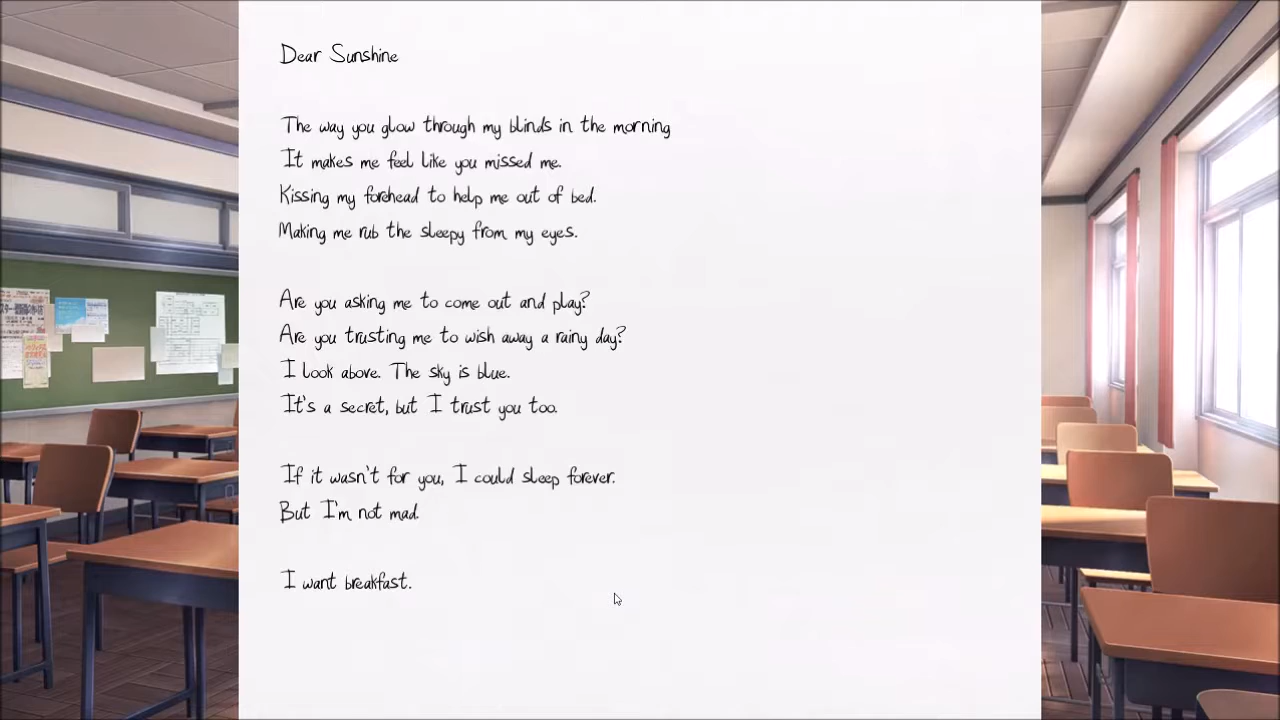 Dear Sunshine
The way you glow through my blinds in the morning
It makes me feel like you missed me.
Kissing my forehead to help me out of bed.
Making me rub the sleepy from my eyes.
Are you asking me to come out and play?
Are you trusting me to wish away a rainy day?
I look above. The sky is blue.
It's a secret, but I trust you too.
If it wasn't for you, I could sleep forever.
But I'm not mad.
I want breakfast.